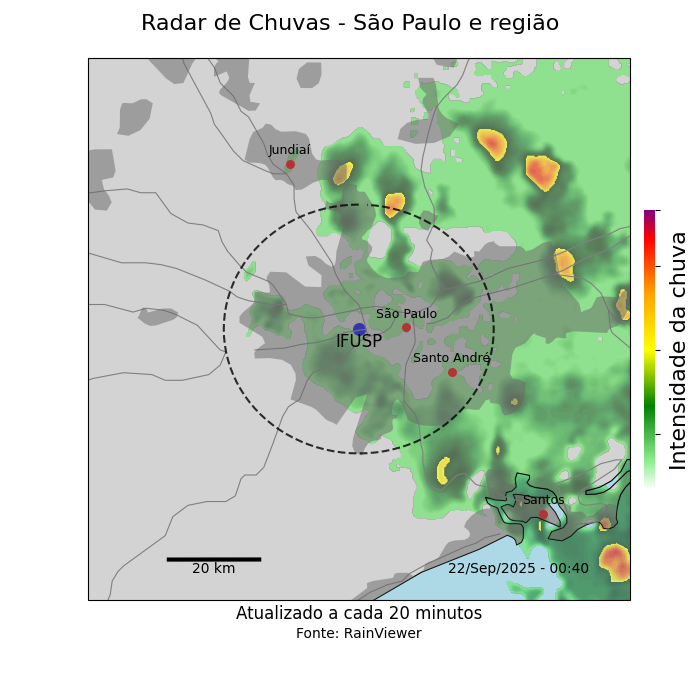 Radar de Chuvas - São Paulo e região
Jundiaí
São Paulo
IFUSP
Santo André
Santos
20 km
22/Sep/2025 - 00:40
Intensidade da chuva
Atualizado a cada 20 minutos
Fonte: RainViewer